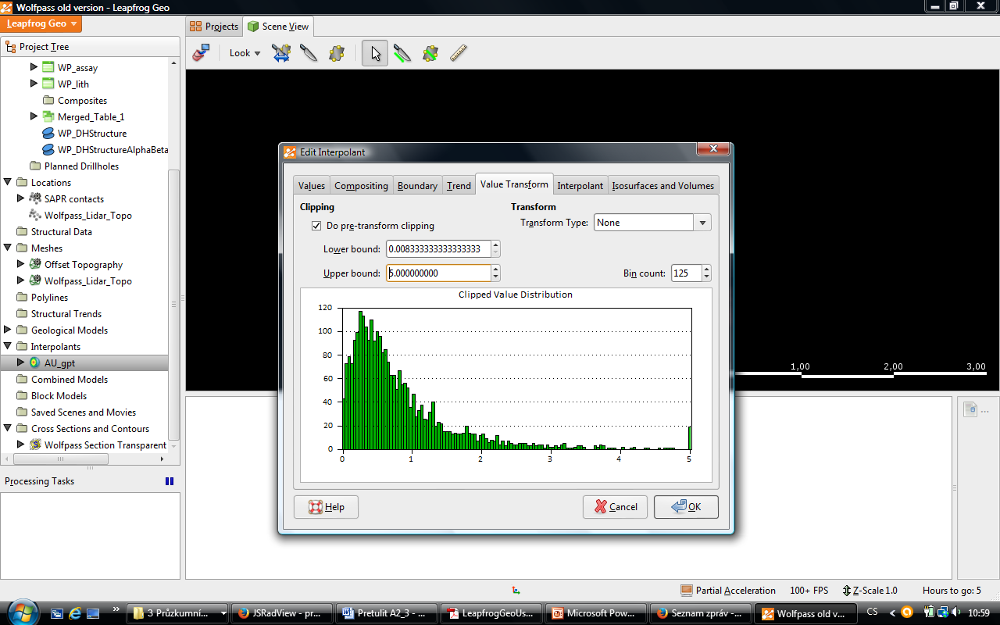 Wolfpass old version - Leapfrog Geo
Leapfrog Geo
Projects
Scene View
Project Tree
Look
WP_assay
WP_lith
Composites
Merged_Table_1
WP_DHStructure
WP_DHStructureAlphaBeta
Planned Drillholes
Locations
SAPR contacts
Wolfpass_Lidar_Topo
Structural Data
Meshes
Offset Topography
Wolfpass_Lidar_Topo
Polylines
Structural Trends
Geological Models
Interpolants
AU_gpt
Combined Models
Block Models
Saved Scenes and Movies
Cross Sections and Contours
Wolfpass Section Transparent
Processing Tasks
Edit Interpolant
Values
Compositing
Boundary
Trend
Value Transform
Interpolant
Isosurfaces and Volumes
Clipping
Do pre-transform clipping
Lower bound: 0.008333333333333333
Upper bound: 5.000000000
Transform
Transform Type: None
Bin count: 125
Clipped Value Distribution
120
100
80
60
40
20
0
0 1 2 3 4 5
Help
Cancel
OK
1,00 2,00 3,00
...
Partial Acceleration
100+ FPS
Z-Scale 1.0
Hours to go: 5
»
3 Průzkumní...
JSRadView - pr...
Pretulit A2_3 - ...
LeapfrogGeoUs...
Microsoft Pow...
Seznam zpráv -...
Wolfpass old v...
CS
10:59